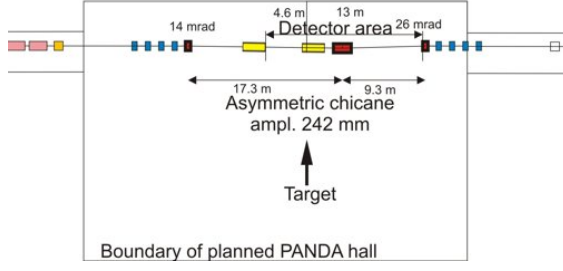 4.6 m 13 m
14 mrad Detector area 26 mrad
17.3 m 9.3 m
Asymmetric chicane
ampl. 242 mm
Target
Boundary of planned PANDA hall